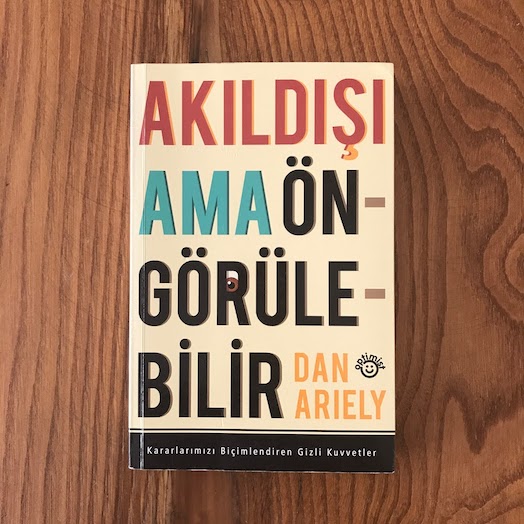 AKILDIŞI
AMA ÖN-
GÖRÜLE-
BİLİR
DAN
ARIELY
optimist
Kararlarımızı Biçimlendiren Gizli Kuvvetler